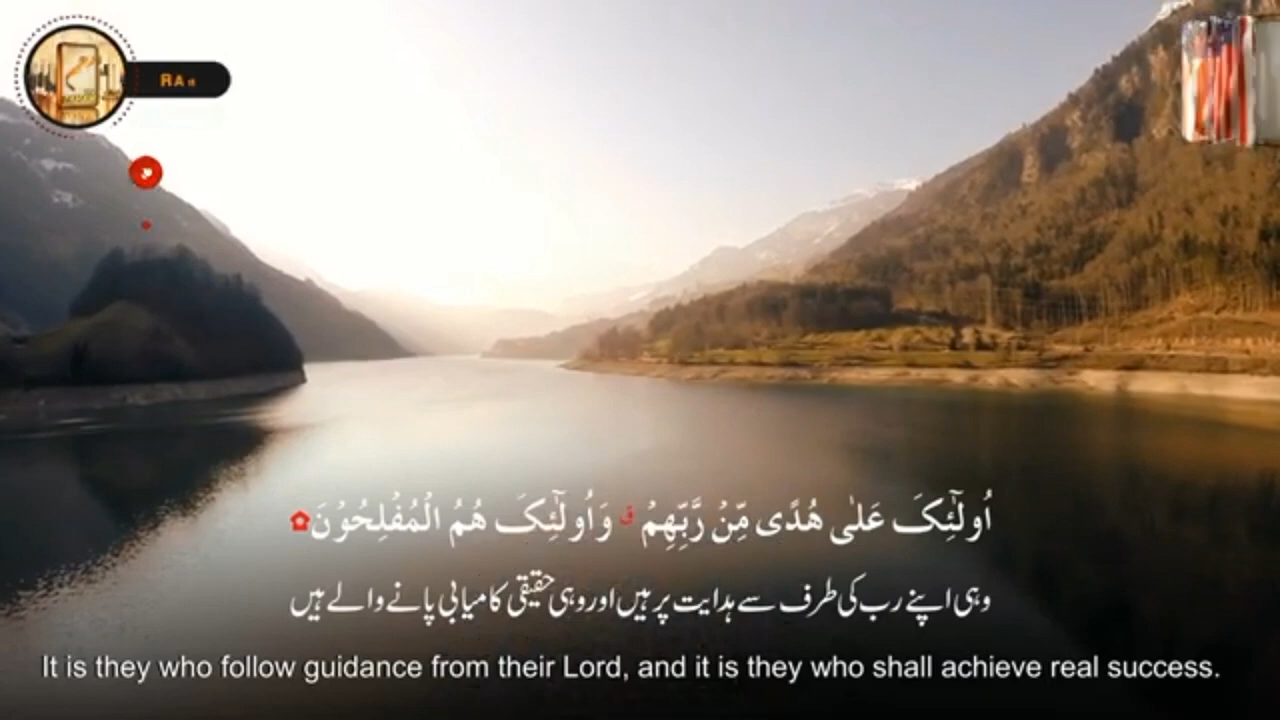 RA
اُولٰٓئِکَ عَلٰی ھُدًی مِّنْ رَّبِّھِمْ ٯ وَاُولٰٓئِکَ ھُمُ الْمُفْلِحُوْنَ
وہی اپنے رب کی طرف سے ہدایت پر ہیں اور وہی حقیقی کامیابی پانے والے ہیں
It is they who follow guidance from their Lord, and it is they who shall achieve real success.